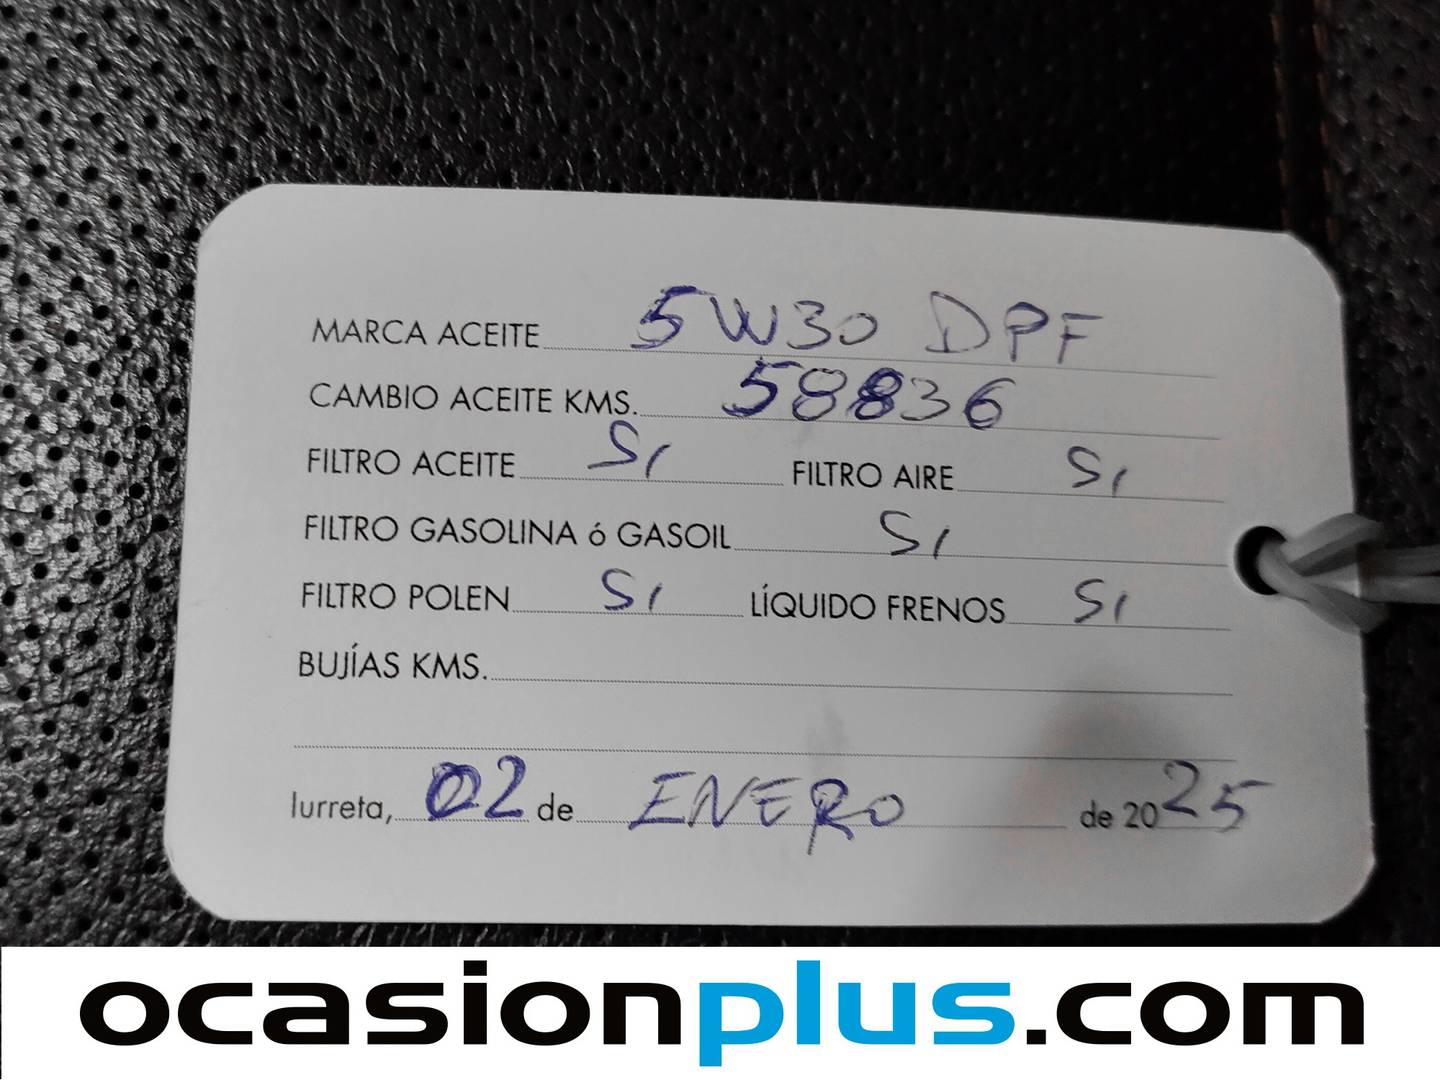 MARCA ACEITE 5W30 DPF
CAMBIO ACEITE KMS. 58836
FILTRO ACEITE SI FILTRO AIRE SI
FILTRO GASOLINA ó GASOIL SI
FILTRO POLEN SI LÍQUIDO FRENOS SI
BUJÍAS KMS.
Iurreta, 02 de ENERO de 2025
ocasionplus.com